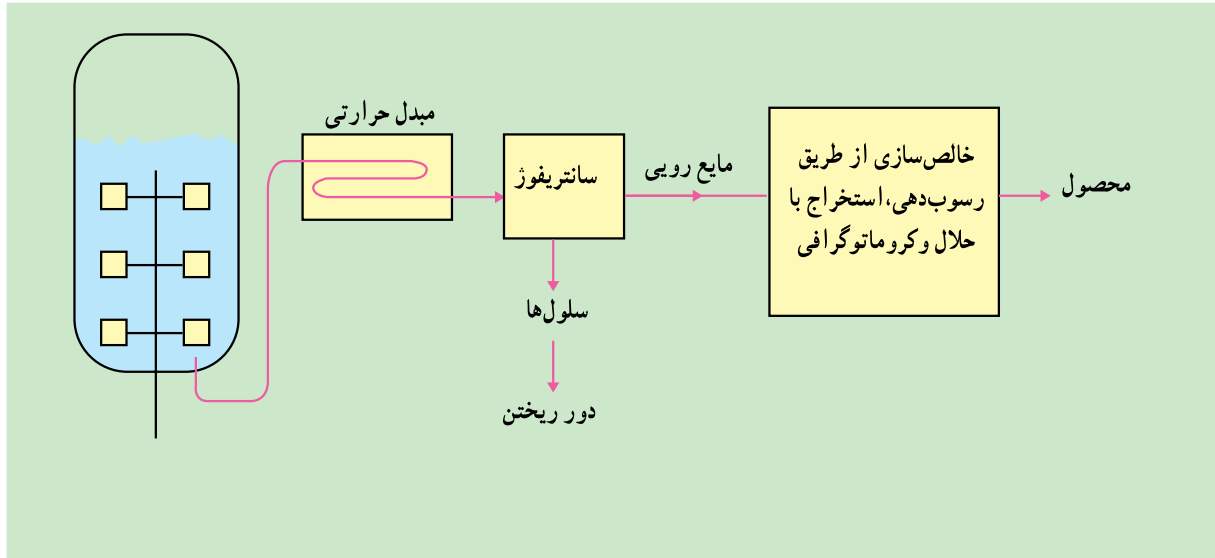 مبدل حرارتی
سانتریفوژ
مایع رویی
خالص‌سازی از طریق
رسوب‌دهی، استخراج با
حلال و کروماتوگرافی
محصول
سلول‌ها
دور ریختن